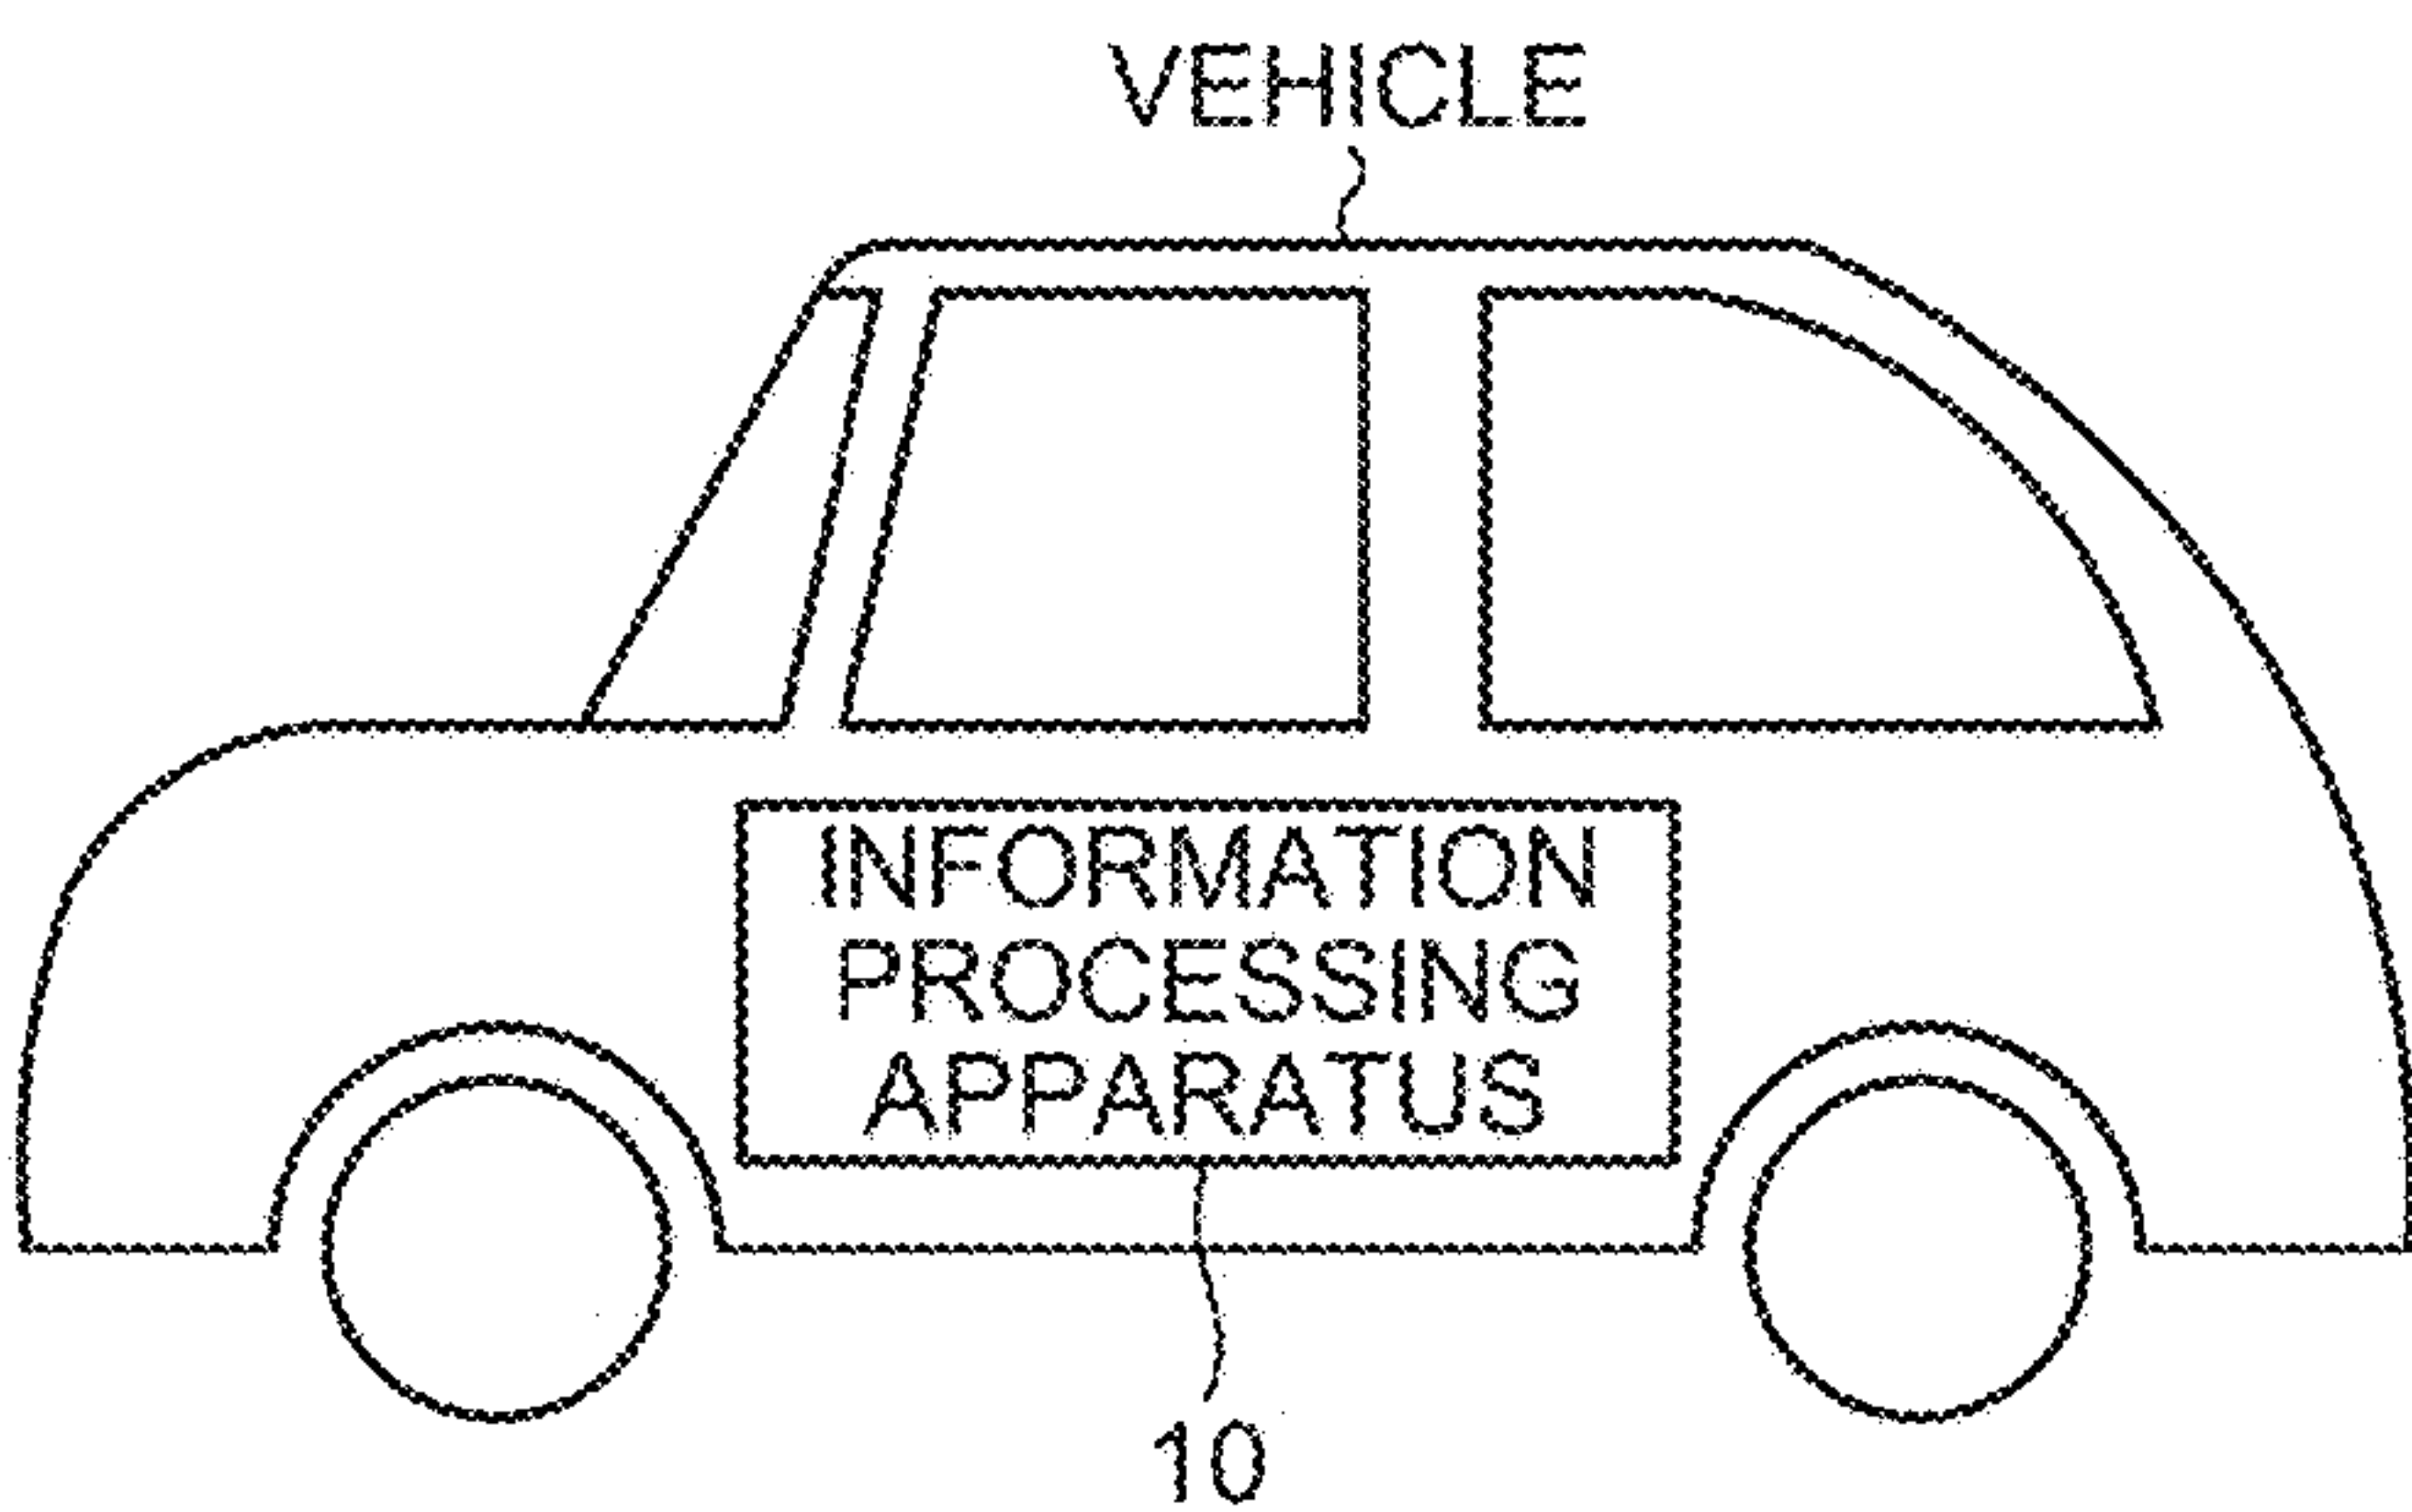 VEHICLE
INFORMATION
PROCESSING
APPARATUS
10